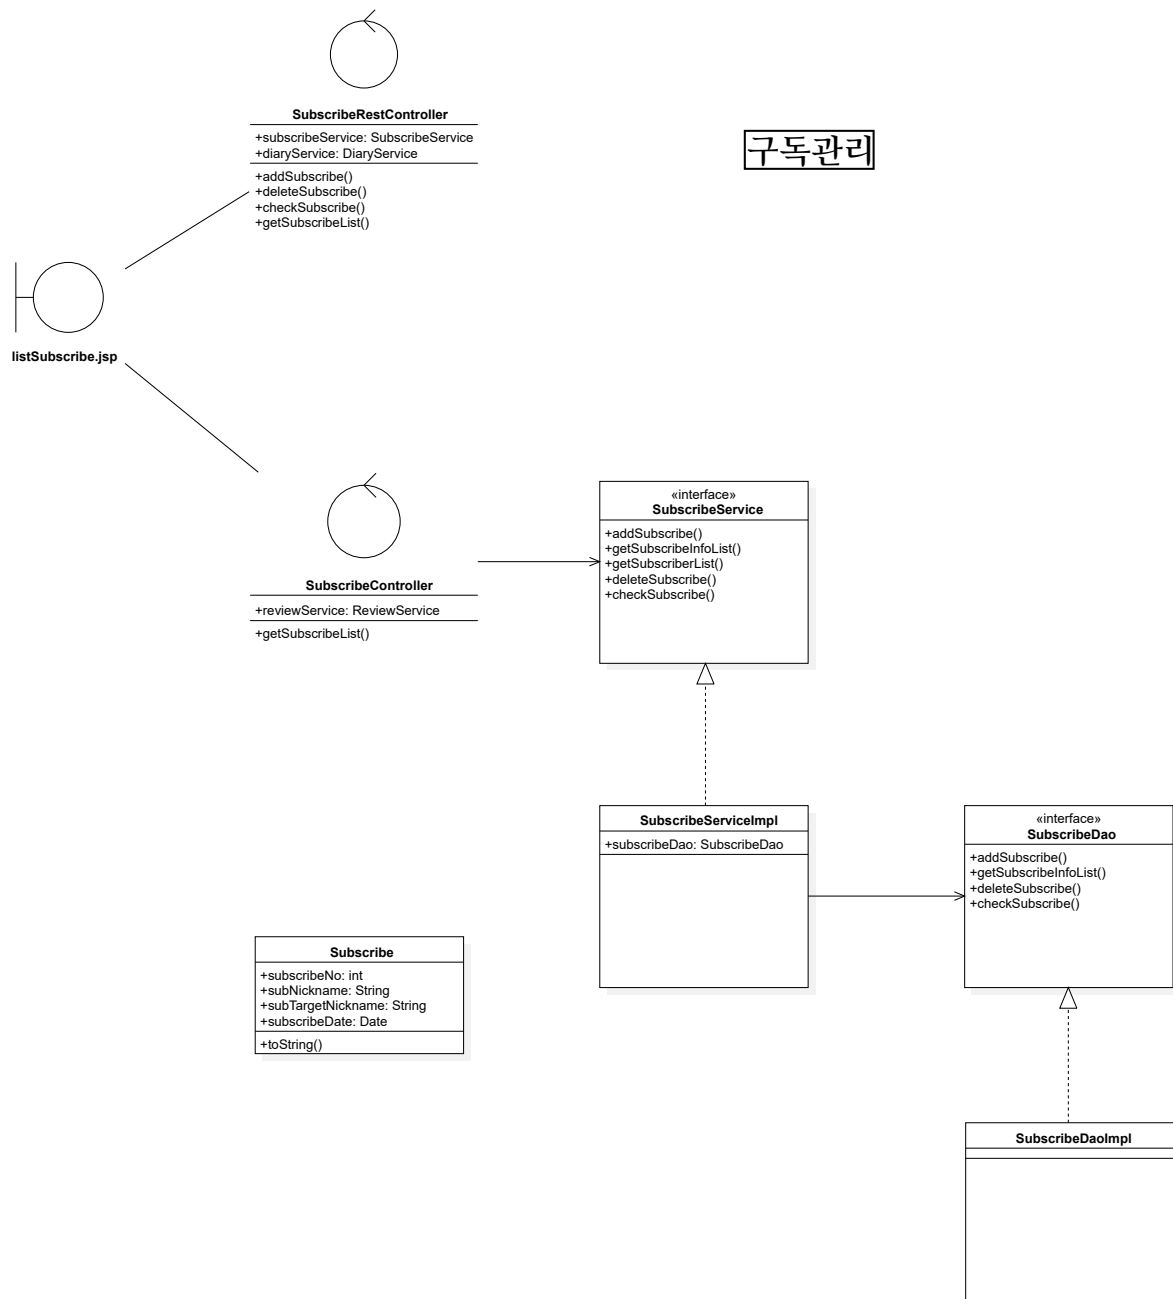 SubscribeRestController
+subscribeService: SubscribeService
+diaryService: DiaryService
+addSubscribe()
+deleteSubscribe()
+checkSubscribe()
+getSubscribeList()
구독관리
listSubscribe.jsp
SubscribeController
+reviewService: ReviewService
+getSubscribeList()
«interface»
SubscribeService
+addSubscribe()
+getSubscribeInfoList()
+getSubscriberList()
+deleteSubscribe()
+checkSubscribe()
SubscribeServiceImpl
+subscribeDao: SubscribeDao
«interface»
SubscribeDao
+addSubscribe()
+getSubscribeInfoList()
+deleteSubscribe()
+checkSubscribe()
Subscribe
+subscribeNo: int
+subNickname: String
+subTargetNickname: String
+subscribeDate: Date
+toString()
SubscribeDaoImpl